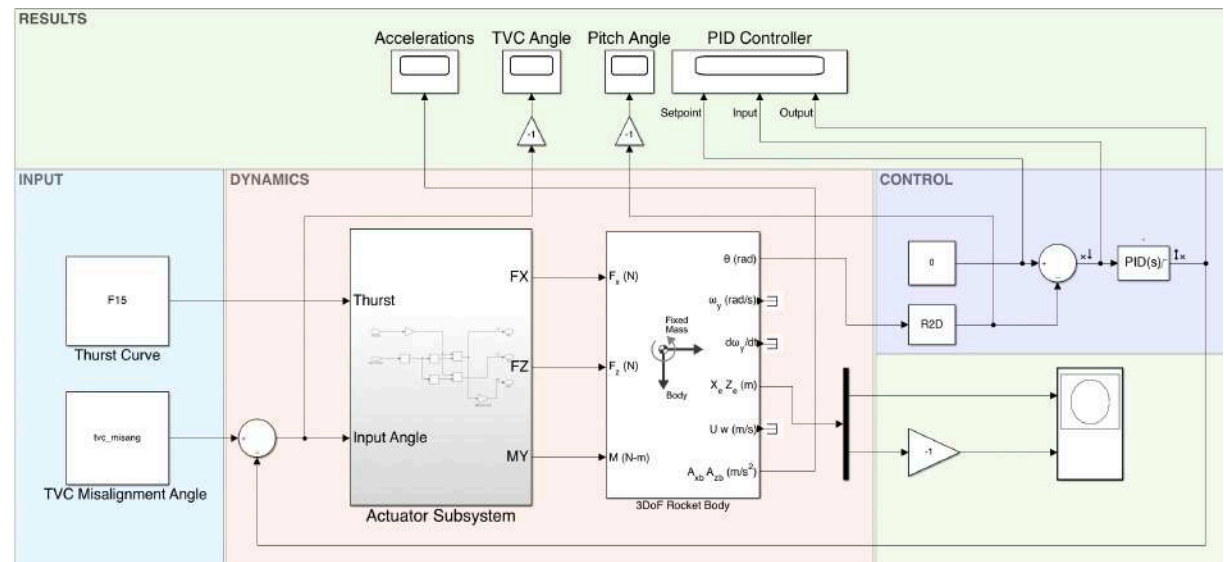 RESULTS
Accelerations
TVC Angle
Pitch Angle
PID Controller
Setpoint
Input
Output
-1
-1
INPUT
DYNAMICS
CONTROL
F15
Thurst Curve
tvc_misang
TVC Misalignment Angle
+
-
Thurst
Input Angle
FX
FZ
MY
Actuator Subsystem
F_x (N)
F_z (N)
M (N-m)
Fixed
Mass
Body
θ (rad)
ω_y (rad/s)
dω_y/dt
X_e Z_e (m)
U w (m/s)
A_xb A_zb (m/s²)
3DoF Rocket Body
0
R2D
+
-
PID(s)
-1